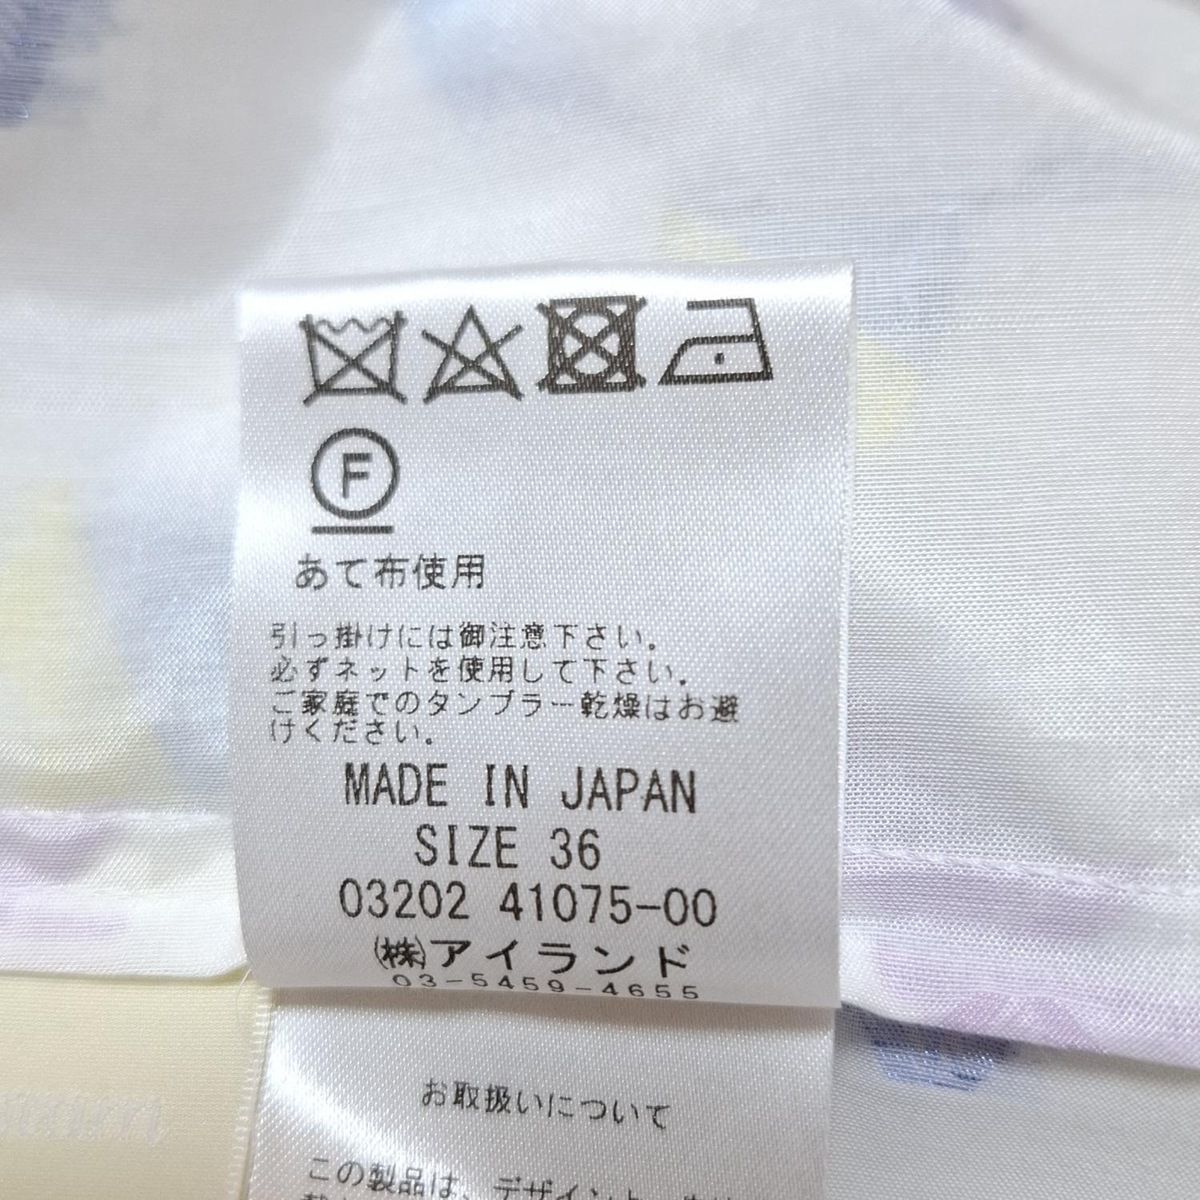 F
あて布使用
引っ掛けには御注意下さい。
必ずネットを使用して下さい。
ご家庭でのタンブラー乾燥はお避
けください。
MADE IN JAPAN
SIZE 36
03202 41075-00
㈱アイランド
03-5459-4655
お取扱いについて
この製品は、デザイン上、